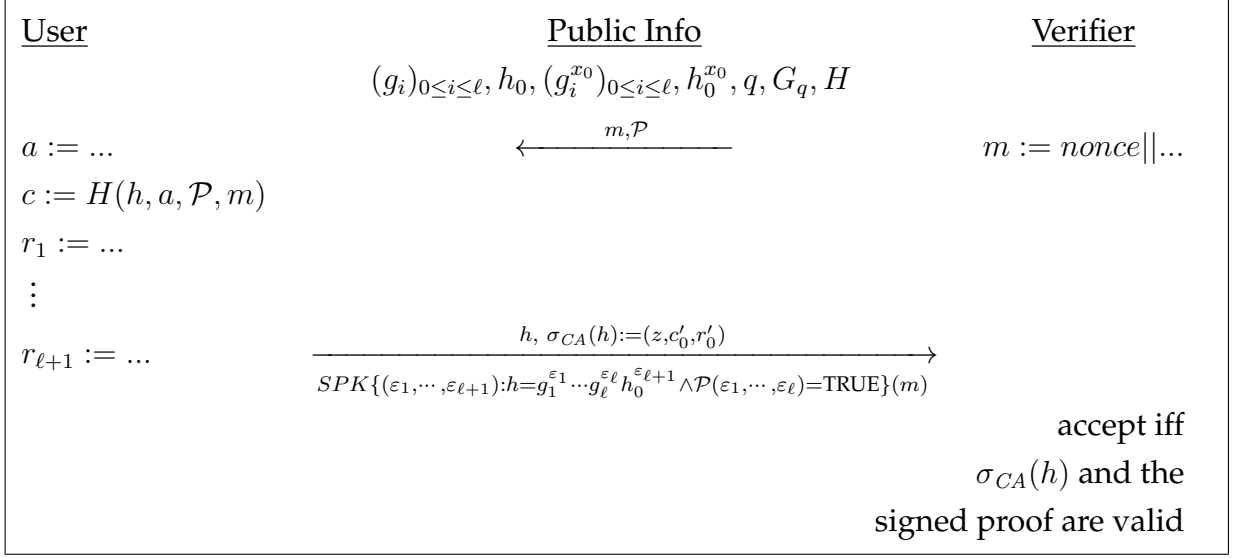 User Public Info Verifier
(g_i)_{0≤i≤ℓ}, h_0, (g_i^{x_0})_{0≤i≤ℓ}, h_0^{x_0}, q, G_q, H
a := ... ←^{m,𝒫} m := nonce||...
c := H(h, a, 𝒫, m)
r_1 := ...
⋮
r_{ℓ+1} := ... h, σ_{CA}(h):=(z,c′_0,r′_0) →
SPK{(ε_1,⋯,ε_{ℓ+1}):h=g_1^{ε_1}⋯g_ℓ^{ε_ℓ}h_0^{ε_{ℓ+1}}∧𝒫(ε_1,⋯,ε_ℓ)=TRUE}(m)
accept iff
σ_{CA}(h) and the
signed proof are valid